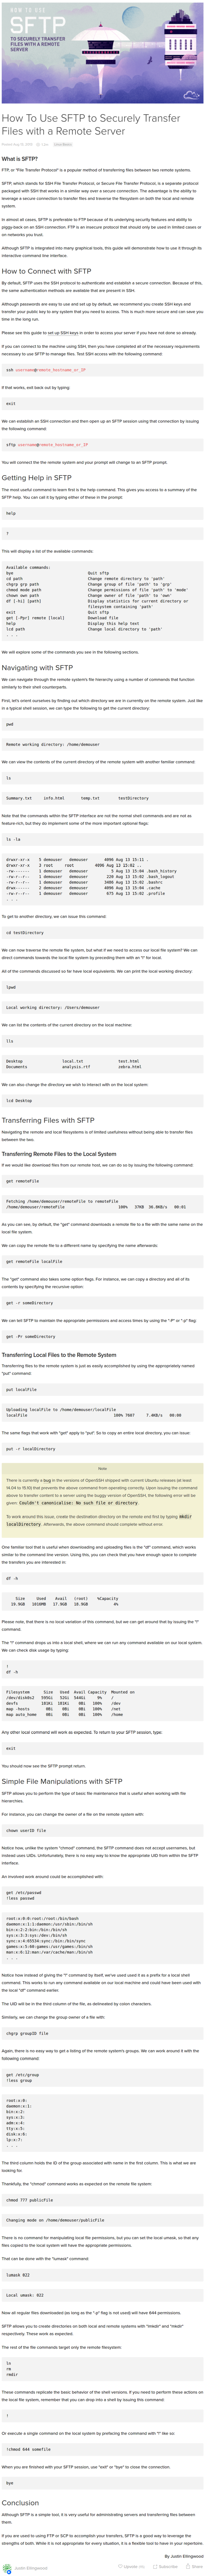 HOW TO USE
SFTP
TO SECURELY TRANSFER
FILES WITH A REMOTE
SERVER
How To Use SFTP to Securely Transfer
Files with a Remote Server
Posted Aug 13, 2013
Linux Basics
What is SFTP?
FTP, or "File Transfer Protocol" is a popular method of transferring files between two remote systems.
SFTP, which stands for SSH File Transfer Protocol, or Secure File Transfer Protocol, is a separate protocol
packaged with SSH that works in a similar way over a secure connection. The advantage is the ability to
leverage a secure connection to transfer files and traverse the filesystem on both the local and remote
system.
In almost all cases, SFTP is preferable to FTP because of its underlying security features and ability to
piggy-back on an SSH connection. FTP is an insecure protocol that should only be used in limited cases or
on networks you trust.
Although SFTP is integrated into many graphical tools, this guide will demonstrate how to use it through its
interactive command line interface.
How to Connect with SFTP
By default, SFTP uses the SSH protocol to authenticate and establish a secure connection. Because of this,
the same authentication methods are available that are present in SSH.
Although passwords are easy to use and set up by default, we recommend you create SSH keys and
transfer your public key to any system that you need to access. This is much more secure and can save you
time in the long run.
Please see this guide to set up SSH keys in order to access your server if you have not done so already.
If you can connect to the machine using SSH, then you have completed all of the necessary requirements
necessary to use SFTP to manage files. Test SSH access with the following command:
ssh username@remote_hostname_or_IP
If that works, exit back out by typing:
exit
We can establish an SSH connection and then open up an SFTP session using that connection by issuing
the following command:
sftp username@remote_hostname_or_IP
You will connect the the remote system and your prompt will change to an SFTP prompt.
Getting Help in SFTP
The most useful command to learn first is the help command. This gives you access to a summary of the
SFTP help. You can call it by typing either of these in the prompt:
help
?
This will display a list of the available commands:
Available commands:
bye Quit sftp
cd path Change remote directory to 'path'
chgrp grp path Change group of file 'path' to 'grp'
chmod mode path Change permissions of file 'path' to 'mode'
chown own path Change owner of file 'path' to 'own'
df [-hi] [path] Display statistics for current directory or
filesystem containing 'path'
exit Quit sftp
get [-Ppr] remote [local] Download file
help Display this help text
lcd path Change local directory to 'path'
. . .
We will explore some of the commands you see in the following sections.
Navigating with SFTP
We can navigate through the remote system's file hierarchy using a number of commands that function
similarly to their shell counterparts.
First, let's orient ourselves by finding out which directory we are in currently on the remote system. Just like
in a typical shell session, we can type the following to get the current directory:
pwd
Remote working directory: /home/demouser
We can view the contents of the current directory of the remote system with another familiar command:
ls
Summary.txt info.html temp.txt testDirectory
Note that the commands within the SFTP interface are not the normal shell commands and are not as
feature-rich, but they do implement some of the more important optional flags:
ls -la
drwxr-xr-x 5 demouser demouser 4096 Aug 13 15:11 .
drwxr-xr-x 3 root root 4096 Aug 13 15:02 ..
-rw------- 1 demouser demouser 5 Aug 13 15:04 .bash_history
-rw-r--r-- 1 demouser demouser 220 Aug 13 15:02 .bash_logout
-rw-r--r-- 1 demouser demouser 3486 Aug 13 15:02 .bashrc
drwx------ 2 demouser demouser 4096 Aug 13 15:04 .cache
-rw-r--r-- 1 demouser demouser 675 Aug 13 15:02 .profile
. . .
To get to another directory, we can issue this command:
cd testDirectory
We can now traverse the remote file system, but what if we need to access our local file system? We can
direct commands towards the local file system by preceding them with an "l" for local.
All of the commands discussed so far have local equivalents. We can print the local working directory:
lpwd
Local working directory: /Users/demouser
We can list the contents of the current directory on the local machine:
lls
Desktop local.txt test.html
Documents analysis.rtf zebra.html
We can also change the directory we wish to interact with on the local system:
lcd Desktop
Transferring Files with SFTP
Navigating the remote and local filesystems is of limited usefulness without being able to transfer files
between the two.
Transferring Remote Files to the Local System
If we would like download files from our remote host, we can do so by issuing the following command:
get remoteFile
Fetching /home/demouser/remoteFile to remoteFile
/home/demouser/remoteFile 100% 37KB 36.8KB/s 00:01
As you can see, by default, the "get" command downloads a remote file to a file with the same name on the
local file system.
We can copy the remote file to a different name by specifying the name afterwards:
get remoteFile localFile
The "get" command also takes some option flags. For instance, we can copy a directory and all of its
contents by specifying the recursive option:
get -r someDirectory
We can tell SFTP to maintain the appropriate permissions and access times by using the "-P" or "-p" flag:
get -Pr someDirectory
Transferring Local Files to the Remote System
Transferring files to the remote system is just as easily accomplished by using the appropriately named
"put" command:
put localFile
Uploading localFile to /home/demouser/localFile
localFile 100% 7607 7.4KB/s 00:00
The same flags that work with "get" apply to "put". So to copy an entire local directory, you can issue:
put -r localDirectory
Note
There is currently a bug in the versions of OpenSSH shipped with current Ubuntu releases (at least
14.04 to 15.10) that prevents the above command from operating correctly. Upon issuing the command
above to transfer content to a server using the buggy version of OpenSSH, the following error will be
given: Couldn't canonicalise: No such file or directory.
To work around this issue, create the destination directory on the remote end first by typing mkdir
localDirectory. Afterwards, the above command should complete without error.
One familiar tool that is useful when downloading and uploading files is the "df" command, which works
similar to the command line version. Using this, you can check that you have enough space to complete
the transfers you are interested in:
df -h
Size Used Avail (root) %Capacity
19.9GB 1016MB 17.9GB 18.9GB 4%
Please note, that there is no local variation of this command, but we can get around that by issuing the "!"
command.
The "!" command drops us into a local shell, where we can run any command available on our local system.
We can check disk usage by typing:
!
df -h
Filesystem Size Used Avail Capacity Mounted on
/dev/disk0s2 595Gi 52Gi 544Gi 9% /
devfs 181Ki 181Ki 0Bi 100% /dev
map -hosts 0Bi 0Bi 0Bi 100% /net
map auto_home 0Bi 0Bi 0Bi 100% /home
Any other local command will work as expected. To return to your SFTP session, type:
exit
You should now see the SFTP prompt return.
Simple File Manipulations with SFTP
SFTP allows you to perform the type of basic file maintenance that is useful when working with file
hierarchies.
For instance, you can change the owner of a file on the remote system with:
chown userID file
Notice how, unlike the system "chmod" command, the SFTP command does not accept usernames, but
instead uses UIDs. Unfortunately, there is no easy way to know the appropriate UID from within the SFTP
interface.
An involved work around could be accomplished with:
get /etc/passwd
!less passwd
root:x:0:0:root:/root:/bin/bash
daemon:x:1:1:daemon:/usr/sbin:/bin/sh
bin:x:2:2:bin:/bin:/bin/sh
sys:x:3:3:sys:/dev:/bin/sh
sync:x:4:65534:sync:/bin:/bin/sync
games:x:5:60:games:/usr/games:/bin/sh
man:x:6:12:man:/var/cache/man:/bin/sh
. . .
Notice how instead of giving the "!" command by itself, we've used used it as a prefix for a local shell
command. This works to run any command available on our local machine and could have been used with
the local "df" command earlier.
The UID will be in the third column of the file, as delineated by colon characters.
Similarly, we can change the group owner of a file with:
chgrp groupID file
Again, there is no easy way to get a listing of the remote system's groups. We can work around it with the
following command:
get /etc/group
!less group
root:x:0:
daemon:x:1:
bin:x:2:
sys:x:3:
adm:x:4:
tty:x:5:
disk:x:6:
lp:x:7:
. . .
The third column holds the ID of the group associated with name in the first column. This is what we are
looking for.
Thankfully, the "chmod" command works as expected on the remote file system:
chmod 777 publicFile
Changing mode on /home/demouser/publicFile
There is no command for manipulating local file permissions, but you can set the local umask, so that any
files copied to the local system will have the appropriate permissions.
That can be done with the "lumask" command:
lumask 022
Local umask: 022
Now all regular files downloaded (as long as the "-p" flag is not used) will have 644 permissions.
SFTP allows you to create directories on both local and remote systems with "lmkdir" and "mkdir"
respectively. These work as expected.
The rest of the file commands target only the remote filesystem:
ln
rm
rmdir
These commands replicate the basic behavior of the shell versions. If you need to perform these actions on
the local file system, remember that you can drop into a shell by issuing this command:
!
Or execute a single command on the local system by prefacing the command with "!" like so:
!chmod 644 somefile
When you are finished with your SFTP session, use "exit" or "bye" to close the connection.
bye
Conclusion
Although SFTP is a simple tool, it is very useful for administrating servers and transferring files between
them.
If you are used to using FTP or SCP to accomplish your transfers, SFTP is a good way to leverage the
strengths of both. While it is not appropriate for every situation, it is a flexible tool to have in your repertoire.
By Justin Ellingwood
Justin Ellingwood
Upvote
Subscribe
Share